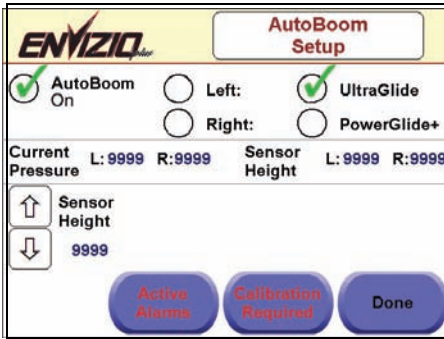 ENVIZIO plus
AutoBoom
Setup
AutoBoom
On
Left:
UltraGlide
Right:
PowerGlide+
Current
Pressure
L: 9999 R: 9999
Sensor
Height
L: 9999 R: 9999
Sensor
Height
9999
Active
Alarms
Calibration
Required
Done